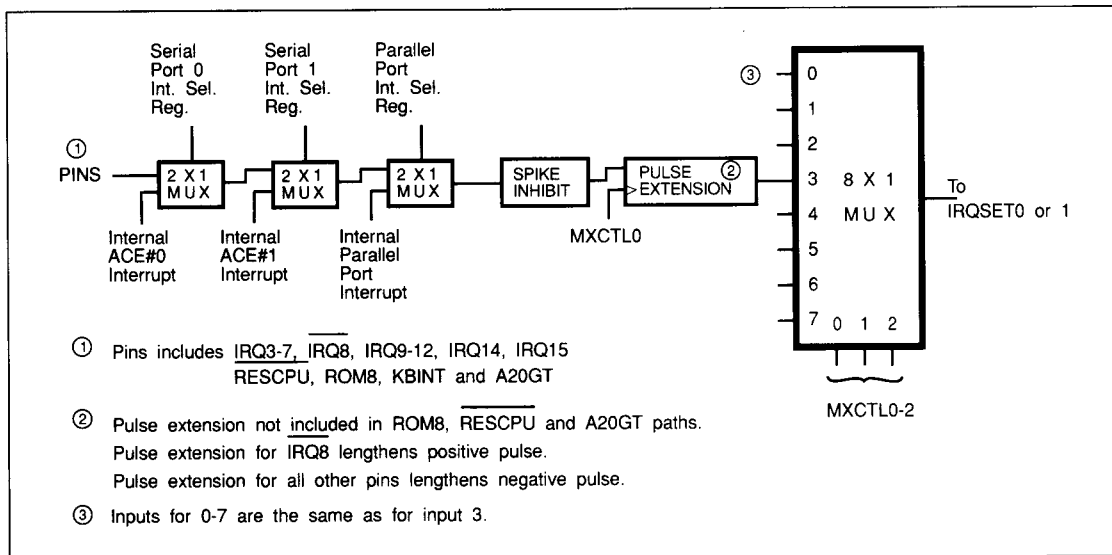 Serial
Port 0
Int. Sel.
Reg.
Serial
Port 1
Int. Sel.
Reg.
Parallel
Port
Int. Sel.
Reg.
①
PINS
2 X 1
MUX
2 X 1
MUX
2 X 1
MUX
SPIKE
INHIBIT
PULSE ②
EXTENSION
MXCTL0
Internal
ACE#0
Interrupt
Internal
ACE#1
Interrupt
Internal
Parallel
Port
Interrupt
③
0
1
2
3
4
5
6
7
8 X 1
MUX
0 1 2
MXCTL0-2
To
IRQSET0 or 1
① Pins includes IRQ3-7, IRQ8, IRQ9-12, IRQ14, IRQ15
RESCPU, ROM8, KBINT and A20GT
② Pulse extension not included in ROM8, RESCPU and A20GT paths.
Pulse extension for IRQ8 lengthens positive pulse.
Pulse extension for all other pins lengthens negative pulse.
③ Inputs for 0-7 are the same as for input 3.